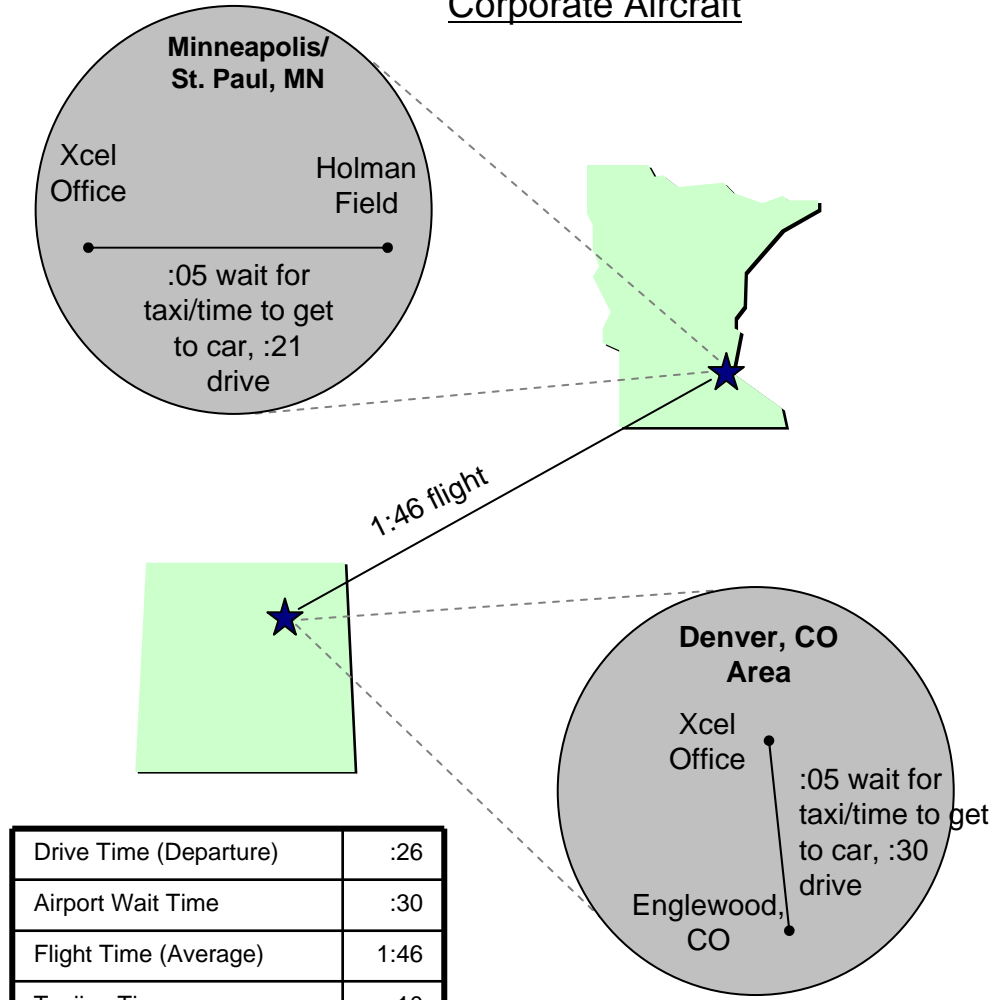 Corporate Aircraft
Minneapolis/
St. Paul, MN
Xcel
Office
Holman
Field
:05 wait for
taxi/time to get
to car, :21
drive
1:46 flight
Denver, CO
Area
Xcel
Office
:05 wait for
taxi/time to get
to car, :30
drive
Englewood,
CO
Drive Time (Departure) :26
Airport Wait Time :30
Flight Time (Average) 1:46